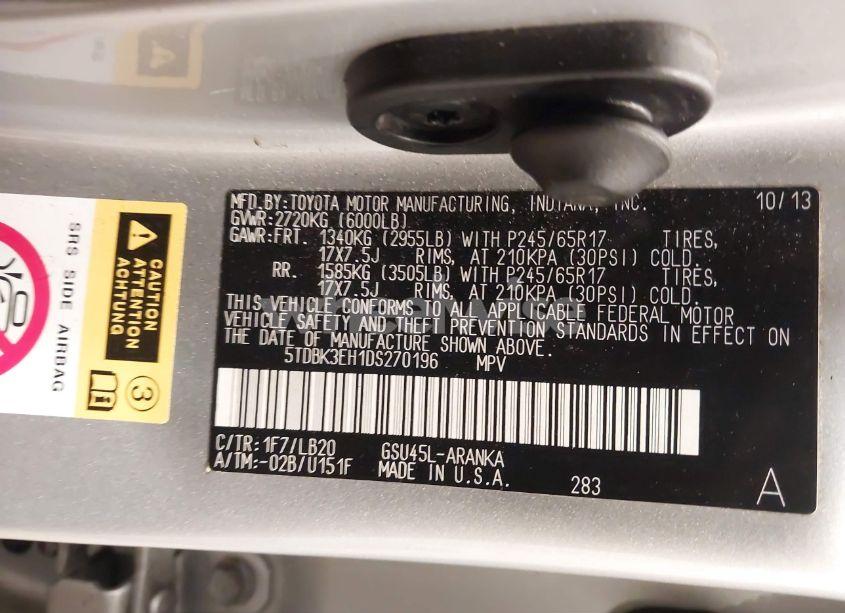 MFD.BY:TOYOTA MOTOR MANUFACTURING, INDIANA, INC. 10/13
GVWR:2720KG (6000LB)
GAWR:FRT. 1340KG (2955LB) WITH P245/65R17 TIRES,
17X7.5J RIMS, AT 210KPA (30PSI) COLD.
RR. 1585KG (3505LB) WITH P245/65R17 TIRES,
17X7.5J RIMS, AT 210KPA (30PSI) COLD.
THIS VEHICLE CONFORMS TO ALL APPLICABLE FEDERAL MOTOR
VEHICLE SAFETY AND THEFT PREVENTION STANDARDS IN EFFECT ON
THE DATE OF MANUFACTURE SHOWN ABOVE.
5TDBK3EH1DS270196 MPV
C/TR:1F7/LB20 GSU45L-ARANKA
A/TM:-02B/U151F MADE IN U.S.A. 283 A
CAUTION
ATTENTION
ACHTUNG
3
SRS SIDE AIRBAG